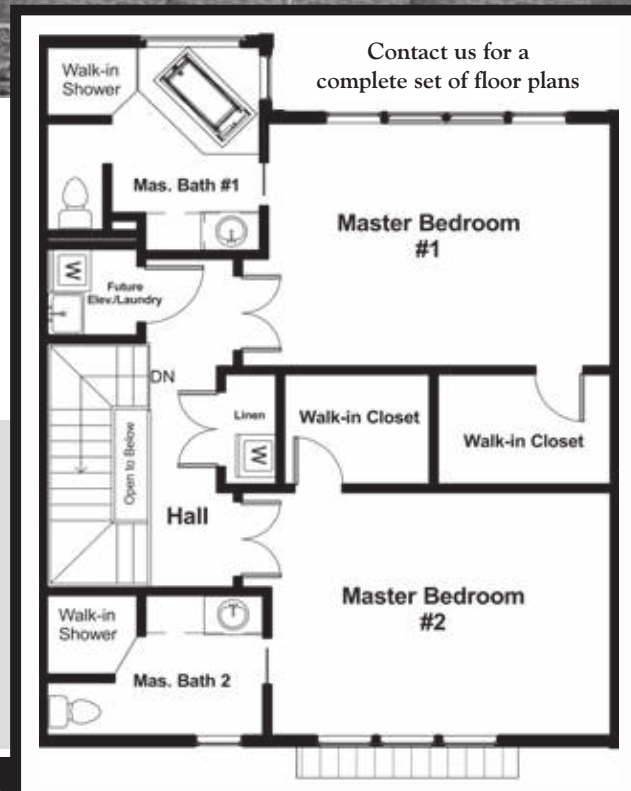 Contact us for a
complete set of floor plans
Walk-in
Shower
Mas. Bath #1
Master Bedroom
#1
W
Future
Elev./Laundry
DN
Open to Below
Linen
W
Walk-in Closet
Walk-in Closet
Hall
Master Bedroom
#2
Walk-in
Shower
Mas. Bath 2